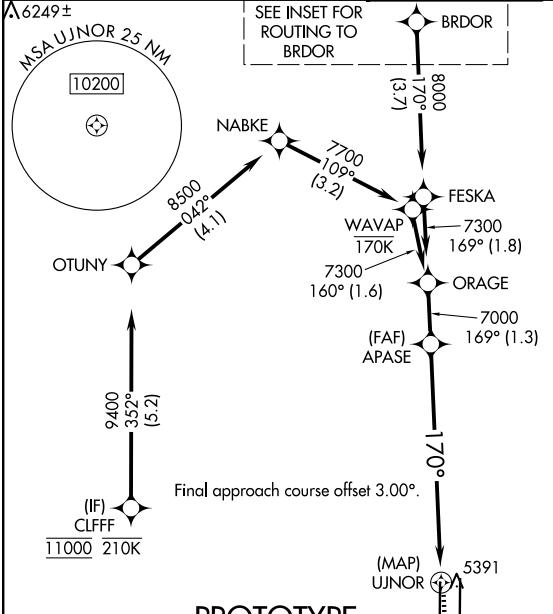 6249±
MSA UJNOR 25 NM
10200
SEE INSET FOR
ROUTING TO
BRDOR
BRDOR
8000
170°
(3.7)
NABKE
7700
109°
(3.2)
8500
042°
(4.1)
FESKA
WAVAP
170K
7300
169° (1.8)
7300
160° (1.6)
OTUNY
ORAGE
7000
169° (1.3)
(FAF)
APASE
9400
352°
(5.2)
170°
Final approach course offset 3.00°.
(IF)
CLFFF
11000 210K
(MAP)
UJNOR
5391
PROTOTYPE